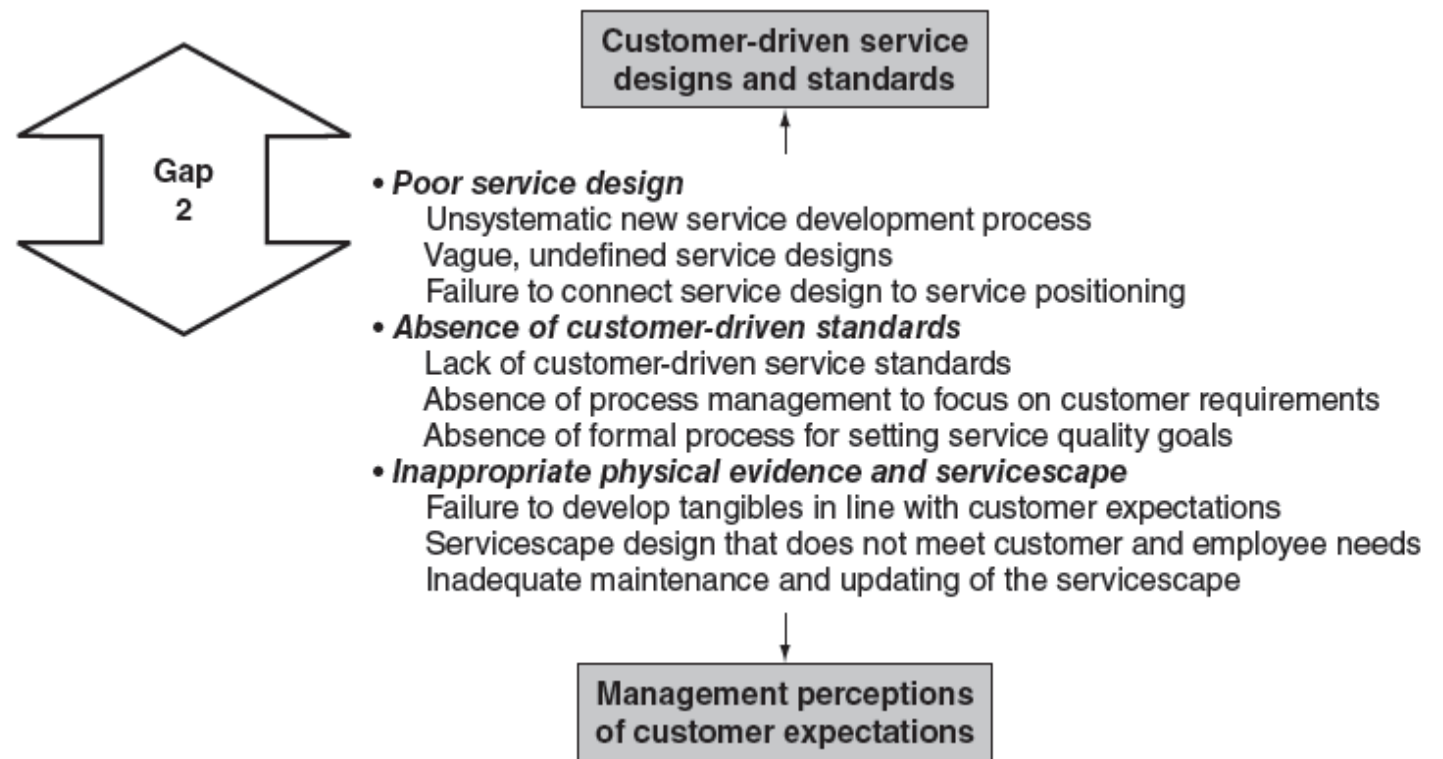 Customer-driven service
designs and standards
Gap
2
• Poor service design
Unsystematic new service development process
Vague, undefined service designs
Failure to connect service design to service positioning
• Absence of customer-driven standards
Lack of customer-driven service standards
Absence of process management to focus on customer requirements
Absence of formal process for setting service quality goals
• Inappropriate physical evidence and servicescape
Failure to develop tangibles in line with customer expectations
Servicescape design that does not meet customer and employee needs
Inadequate maintenance and updating of the servicescape
Management perceptions
of customer expectations